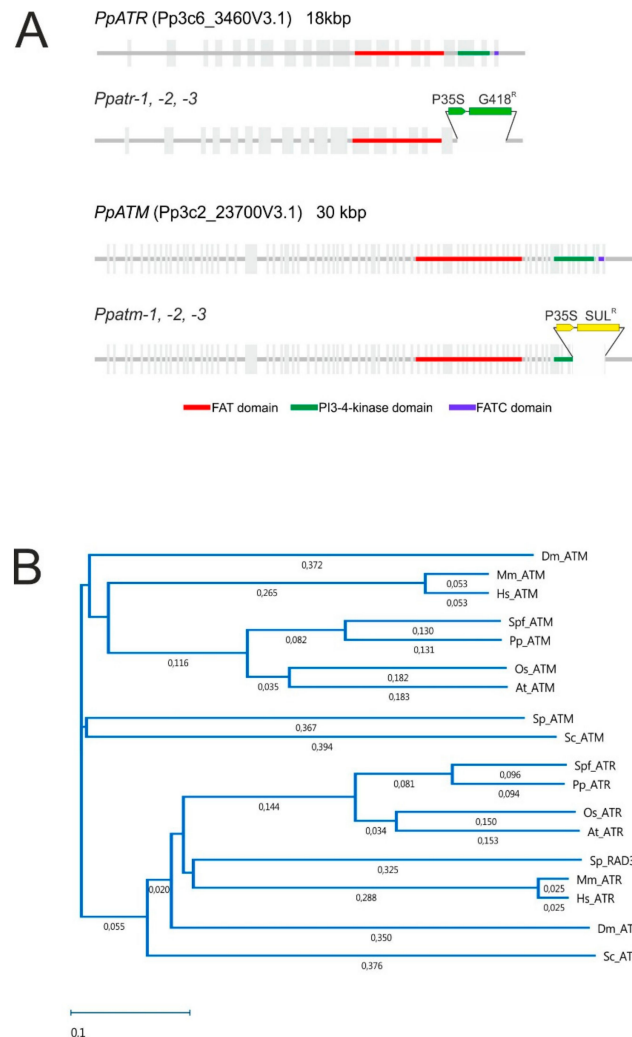 A
PpATR (Pp3c6_3460V3.1) 18kbp
Ppatr-1, -2, -3
P35S G418R
PpATM (Pp3c2_23700V3.1) 30 kbp
Ppatm-1, -2, -3
P35S SULR
FAT domain PI3-4-kinase domain FATC domain
B
Dm_ATM
0,372
Mm_ATM
0,053
0,265
Hs_ATM
0,053
Spf_ATM
0,130
0,082
Pp_ATM
0,131
0,116
Os_ATM
0,182
0,035
At_ATM
0,183
Sp_ATM
0,367
Sc_ATM
0,394
Spf_ATR
0,096
0,081
Pp_ATR
0,094
0,144
Os_ATR
0,150
0,034
At_ATR
0,153
Sp_RAD3
0,325
Mm_ATR
0,025
0,020
0,288
Hs_ATR
0,025
0,055
Dm_AT
0,350
Sc_AT
0,376
0.1